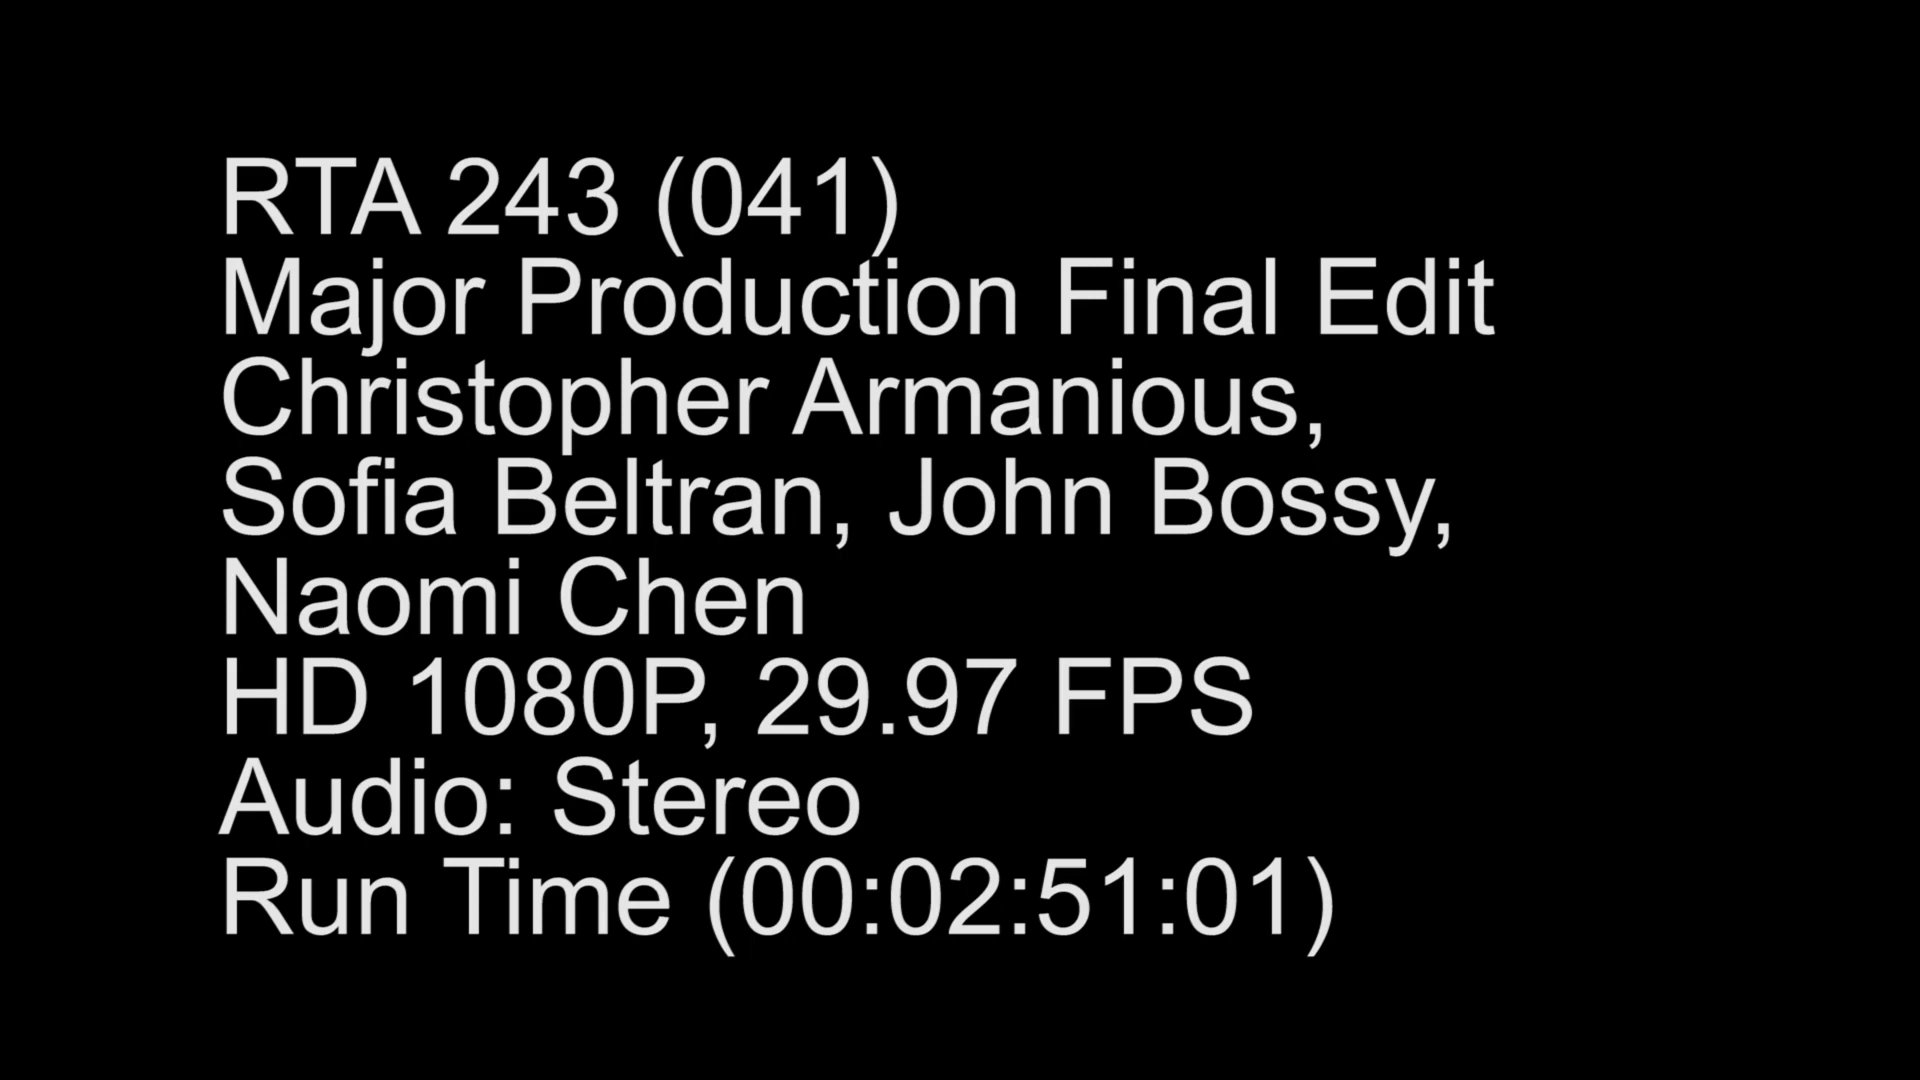 RTA 243 (041)
Major Production Final Edit
Christopher Armanious,
Sofia Beltran, John Bossy,
Naomi Chen
HD 1080P, 29.97 FPS
Audio: Stereo
Run Time (00:02:51:01)